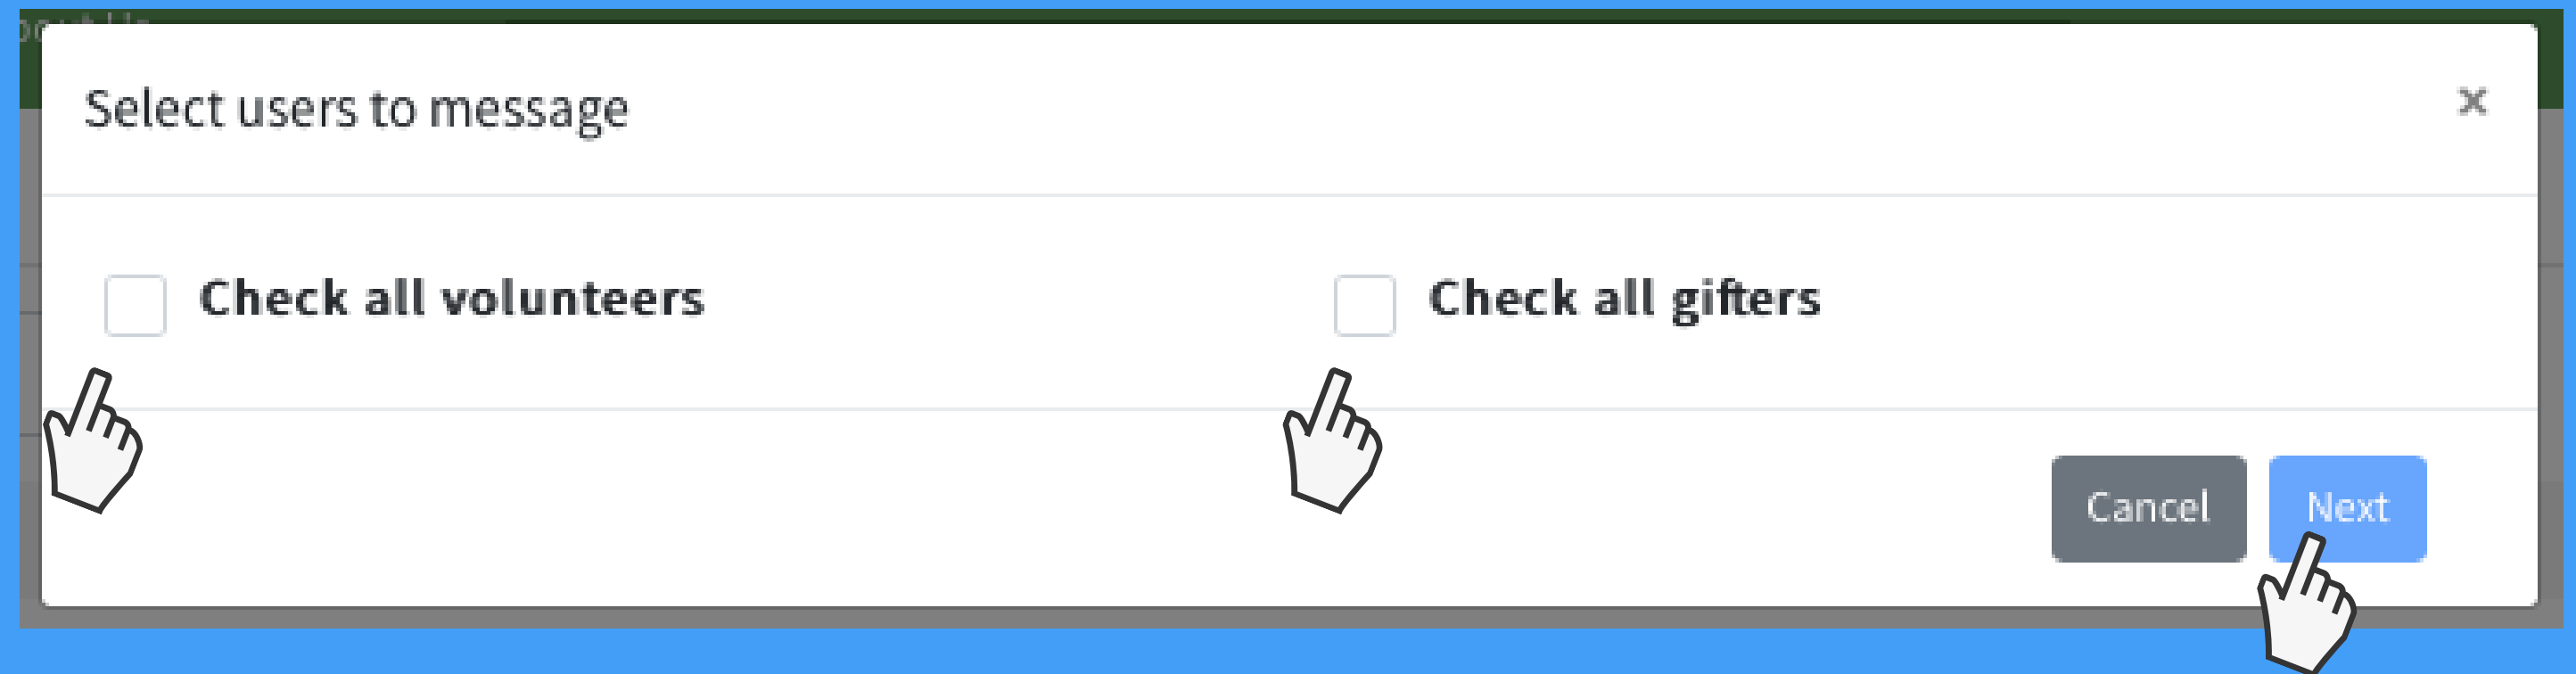 Select users to message
×
Check all volunteers
Check all gifters
Cancel
Next